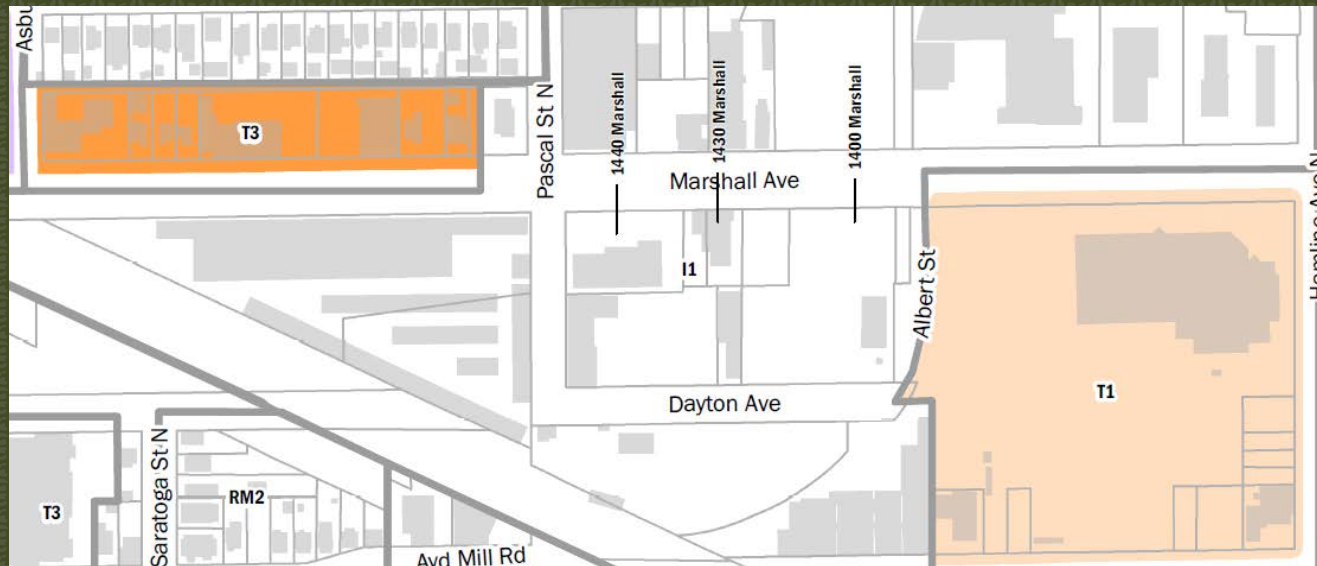 Asbu
T3
Pascal St N
1440 Marshall
1430 Marshall
1400 Marshall
Marshall Ave
I1
Albert St
Hamline Ave N
T1
Dayton Ave
Saratoga St N
T3
RM2
Ayd Mill Rd